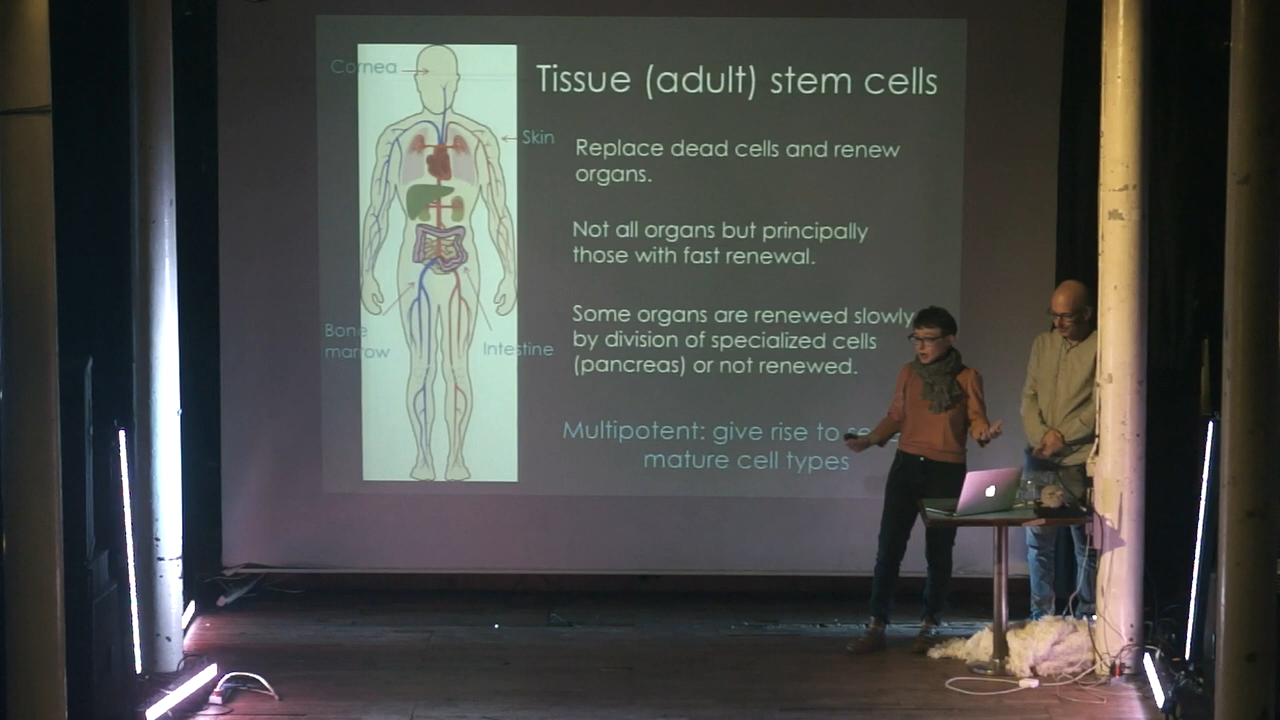 Tissue (adult) stem cells
Cornea
Skin
Replace dead cells and renew
organs.
Not all organs but principally
those with fast renewal.
Some organs are renewed slowly
by division of specialized cells
(pancreas) or not renewed.
Bone
marrow
Intestine
Multipotent: give rise to
mature cell types